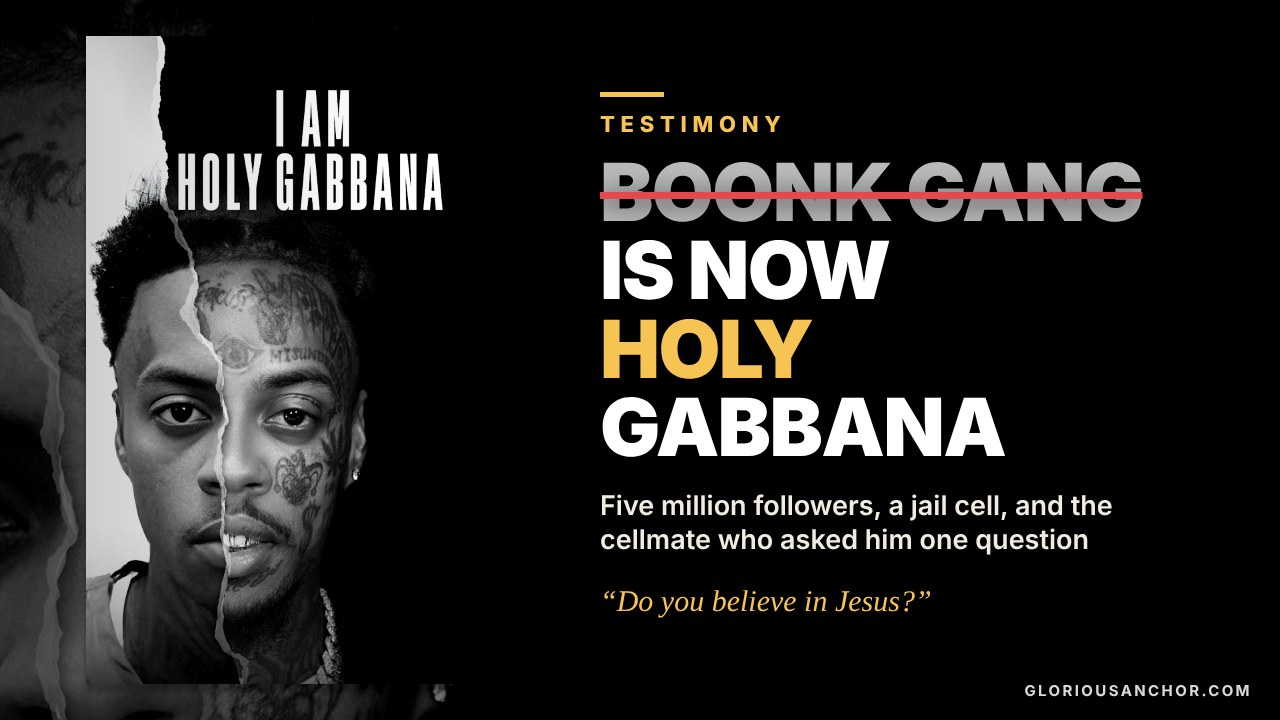 I AM
HOLY GABBANA
TESTIMONY
BOONK GANG
IS NOW
HOLY
GABBANA
Five million followers, a jail cell, and the
cellmate who asked him one question
“Do you believe in Jesus?”
GLORIOUSANCHOR.COM